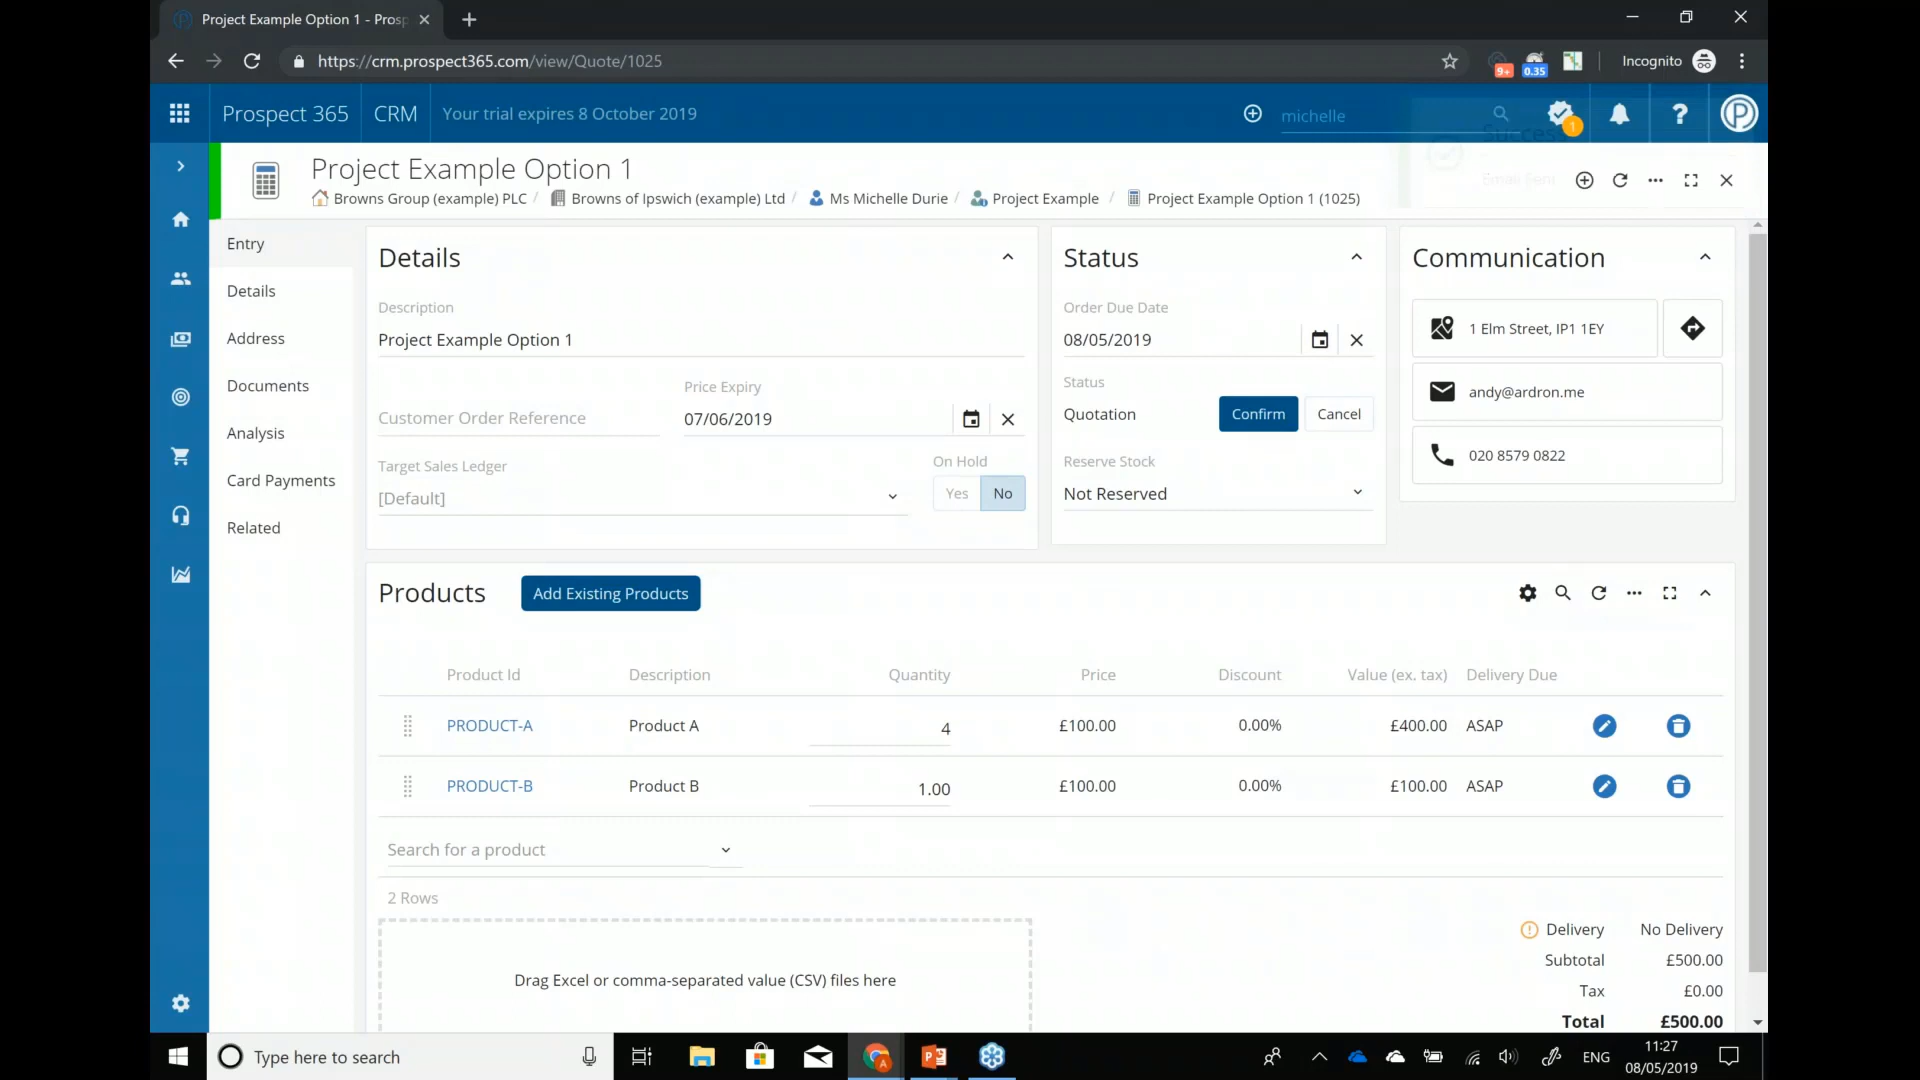 Project Example Option 1 - Prosp
https://crm.prospect365.com/view/Quote/1025
9+
0.35
Incognito
Prospect 365
CRM
Your trial expires 8 October 2019
michelle
1
Success
Email Sent
Project Example Option 1
Browns Group (example) PLC / Browns of Ipswich (example) Ltd / Ms Michelle Durie / Project Example / Project Example Option 1 (1025)
Entry
Details
Address
Documents
Analysis
Card Payments
Related
Details
Description
Project Example Option 1
Customer Order Reference
Price Expiry
07/06/2019
Target Sales Ledger
[Default]
On Hold
Yes
No
Status
Order Due Date
08/05/2019
Status
Quotation
Confirm
Cancel
Reserve Stock
Not Reserved
Communication
1 Elm Street, IP1 1EY
andy@ardron.me
020 8579 0822
Products
Add Existing Products
Product Id Description Quantity Price Discount Value (ex. tax) Delivery Due
PRODUCT-A Product A 4 £100.00 0.00% £400.00 ASAP
PRODUCT-B Product B 1.00 £100.00 0.00% £100.00 ASAP
Search for a product
2 Rows
Drag Excel or comma-separated value (CSV) files here
Delivery No Delivery
Subtotal £500.00
Tax £0.00
Total £500.00
Type here to search
ENG
11:27
08/05/2019